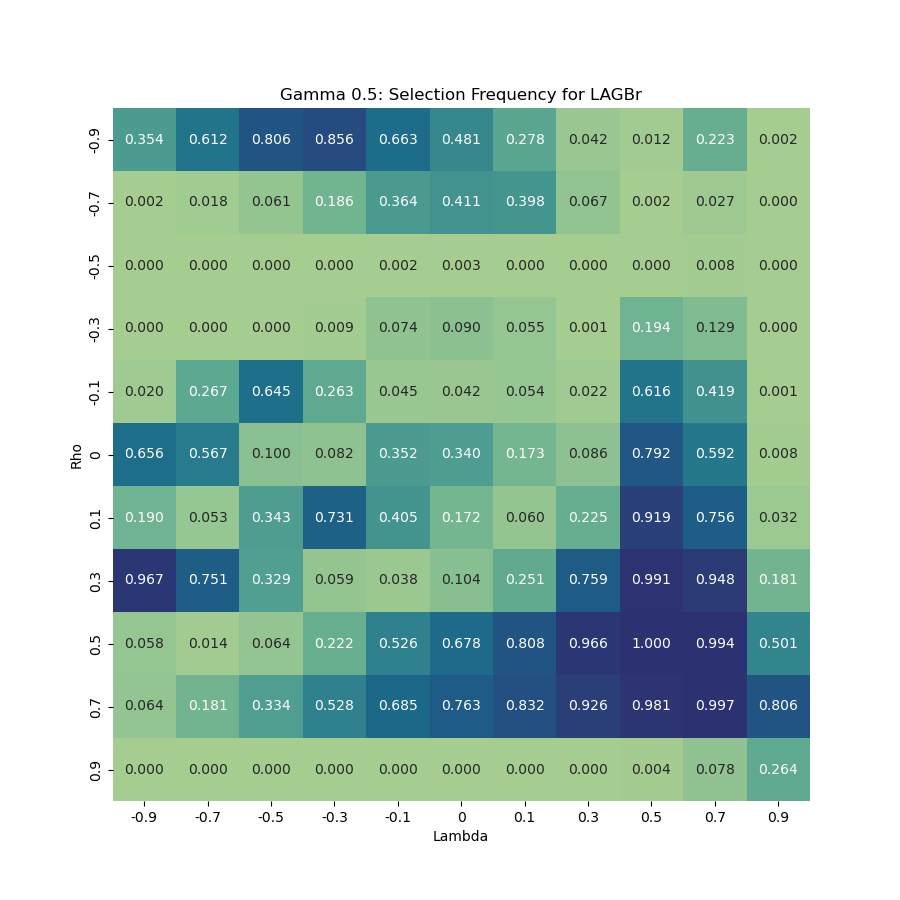 Gamma 0.5: Selection Frequency for LAGBr
-0.9 0.354 0.612 0.806 0.856 0.663 0.481 0.278 0.042 0.012 0.223 0.002
-0.7 0.002 0.018 0.061 0.186 0.364 0.411 0.398 0.067 0.002 0.027 0.000
-0.5 0.000 0.000 0.000 0.000 0.002 0.003 0.000 0.000 0.000 0.008 0.000
-0.3 0.000 0.000 0.000 0.009 0.074 0.090 0.055 0.001 0.194 0.129 0.000
-0.1 0.020 0.267 0.645 0.263 0.045 0.042 0.054 0.022 0.616 0.419 0.001
Rho
0 0.656 0.567 0.100 0.082 0.352 0.340 0.173 0.086 0.792 0.592 0.008
0.1 0.190 0.053 0.343 0.731 0.405 0.172 0.060 0.225 0.919 0.756 0.032
0.3 0.967 0.751 0.329 0.059 0.038 0.104 0.251 0.759 0.991 0.948 0.181
0.5 0.058 0.014 0.064 0.222 0.526 0.678 0.808 0.966 1.000 0.994 0.501
0.7 0.064 0.181 0.334 0.528 0.685 0.763 0.832 0.926 0.981 0.997 0.806
0.9 0.000 0.000 0.000 0.000 0.000 0.000 0.000 0.000 0.004 0.078 0.264
-0.9 -0.7 -0.5 -0.3 -0.1 0 0.1 0.3 0.5 0.7 0.9
Lambda